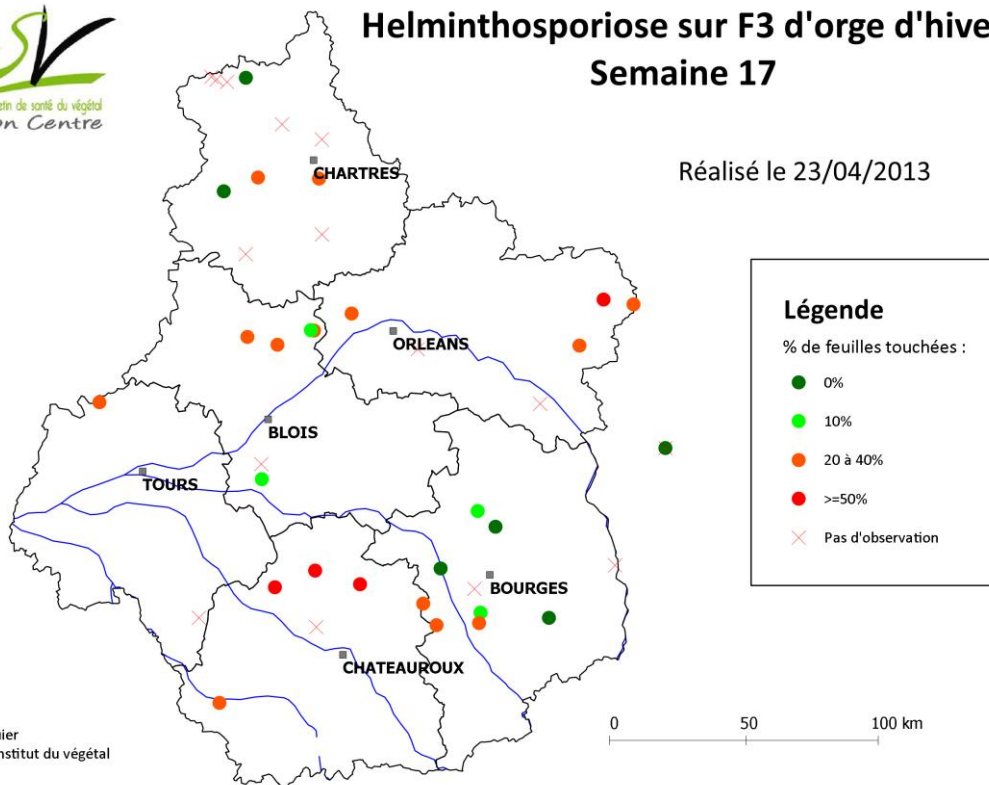 Helminthosporiose sur F3 d'orge d'hive
Semaine 17
SV
etin de santé du végétal
on Centre
Réalisé le 23/04/2013
CHARTRES
ORLEANS
BLOIS
TOURS
BOURGES
CHATEAUROUX
Légende
% de feuilles touchées :
0%
10%
20 à 40%
>=50%
Pas d'observation
0 50 100 km
ier
nstitut du végétal